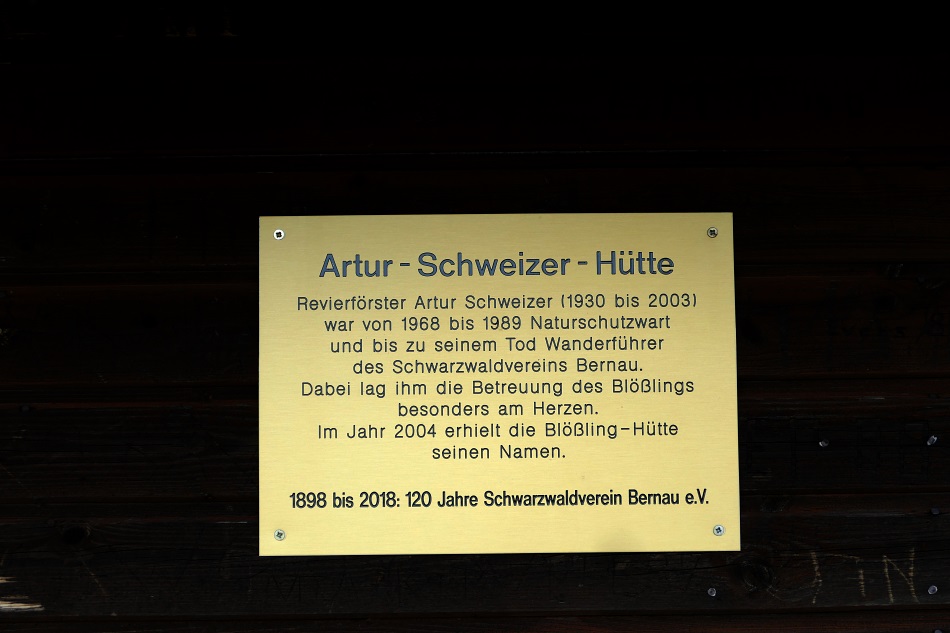 Artur - Schweizer - Hütte
Revierförster Artur Schweizer (1930 bis 2003)
war von 1968 bis 1989 Naturschutzwart
und bis zu seinem Tod Wanderführer
des Schwarzwaldvereins Bernau.
Dabei lag ihm die Betreuung des Blößlings
besonders am Herzen.
Im Jahr 2004 erhielt die Blößling-Hütte
seinen Namen.
1898 bis 2018: 120 Jahre Schwarzwaldverein Bernau e.V.